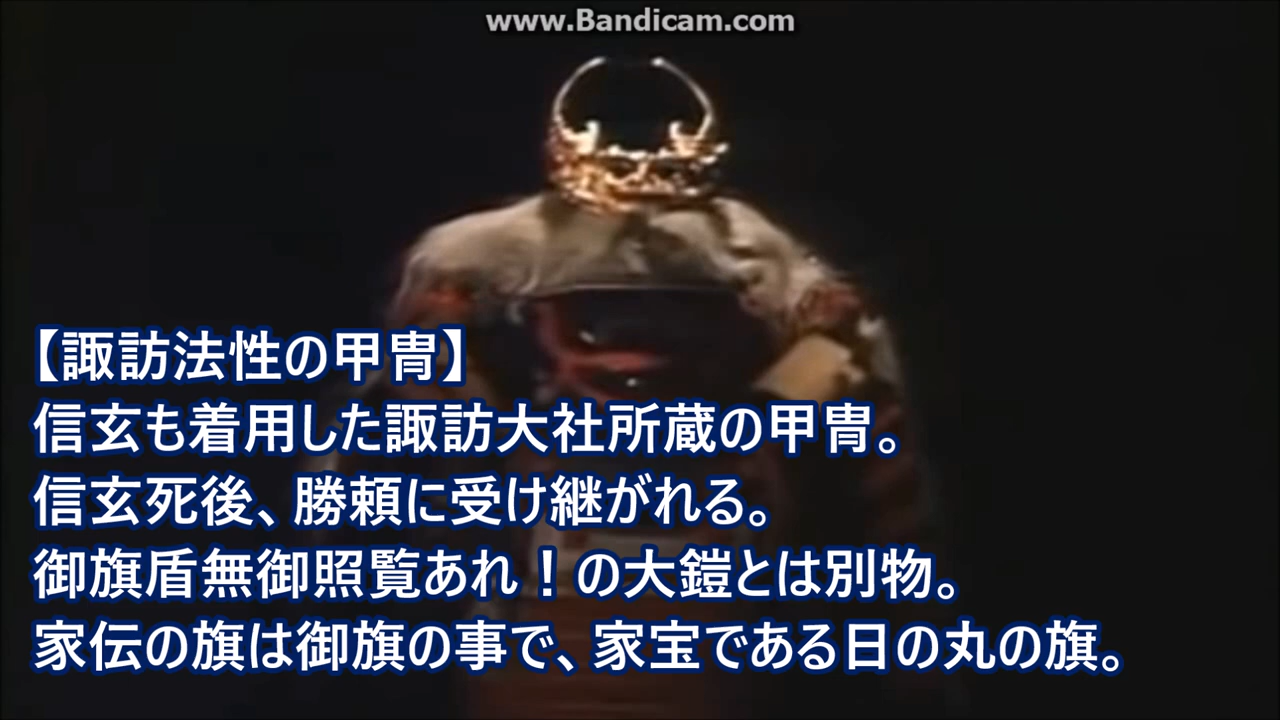 www.Bandicam.com
【諏訪法性の甲冑】
信玄も着用した諏訪大社所蔵の甲冑。
信玄死後、勝頼に受け継がれる。
御旗盾無御照覧あれ！の大鎧とは別物。
家伝の旗は御旗の事で、家宝である日の丸の旗。